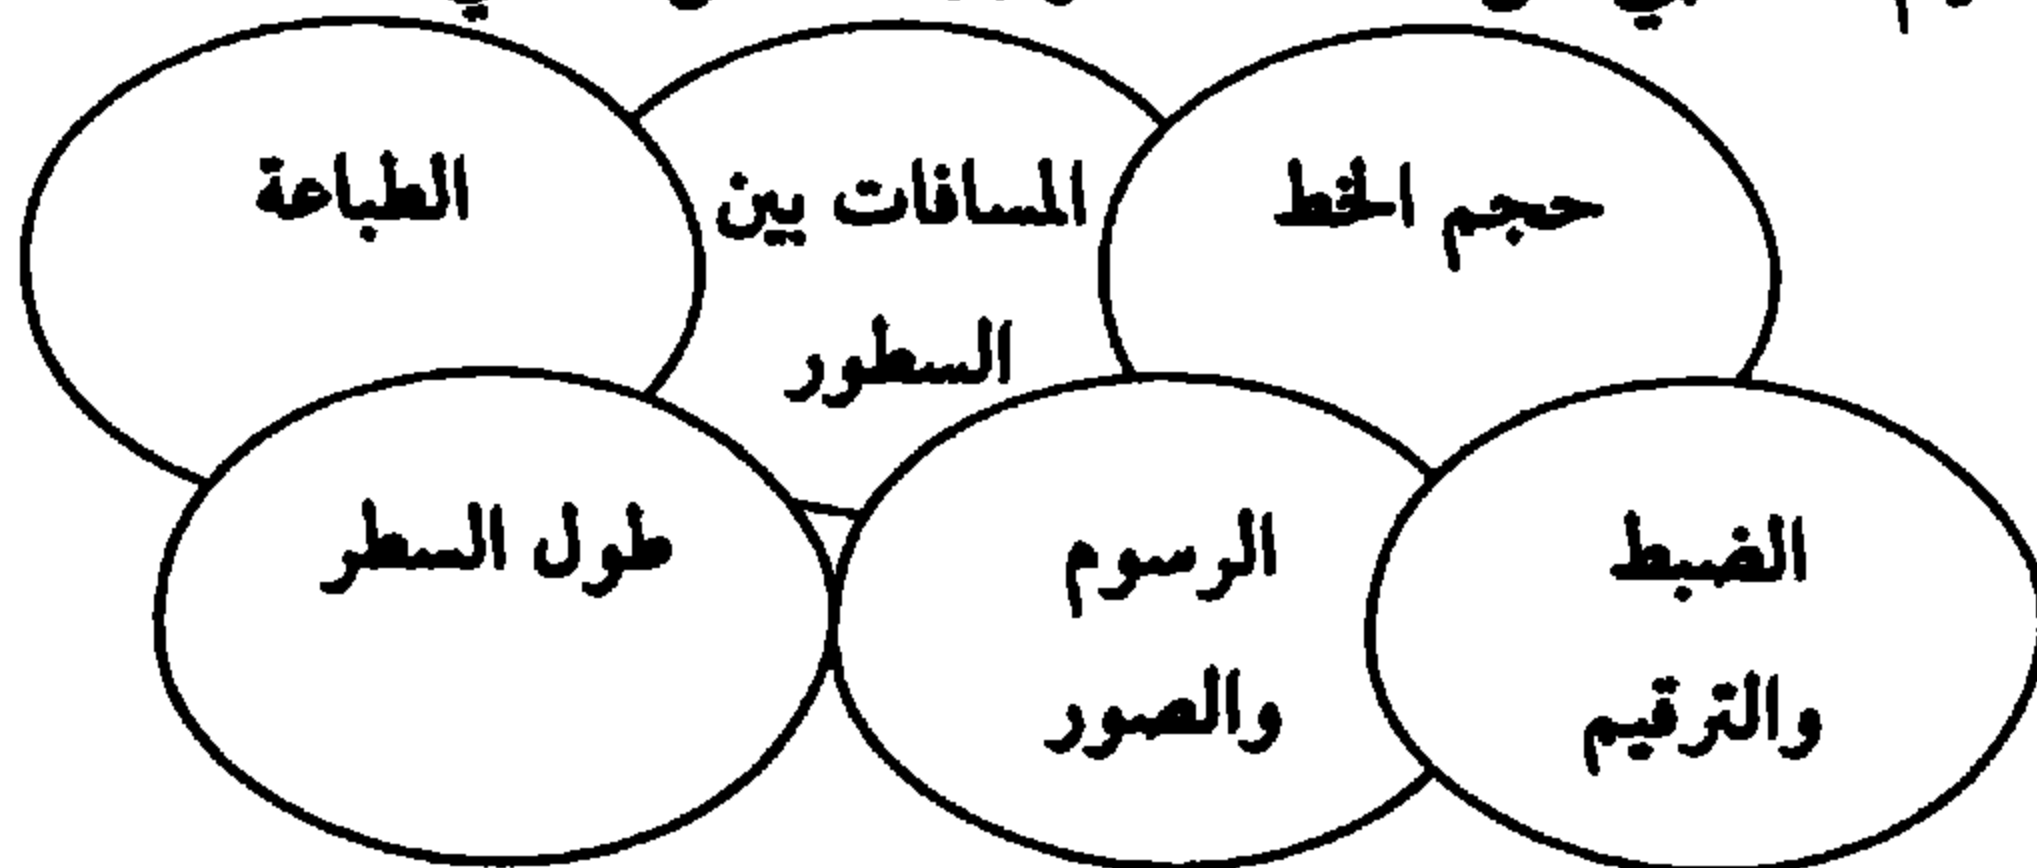 حجم الخط
المسافات بين
السطور
الطباعة
الضبط
والترقيم
الرسوم
والصور
طول السطر